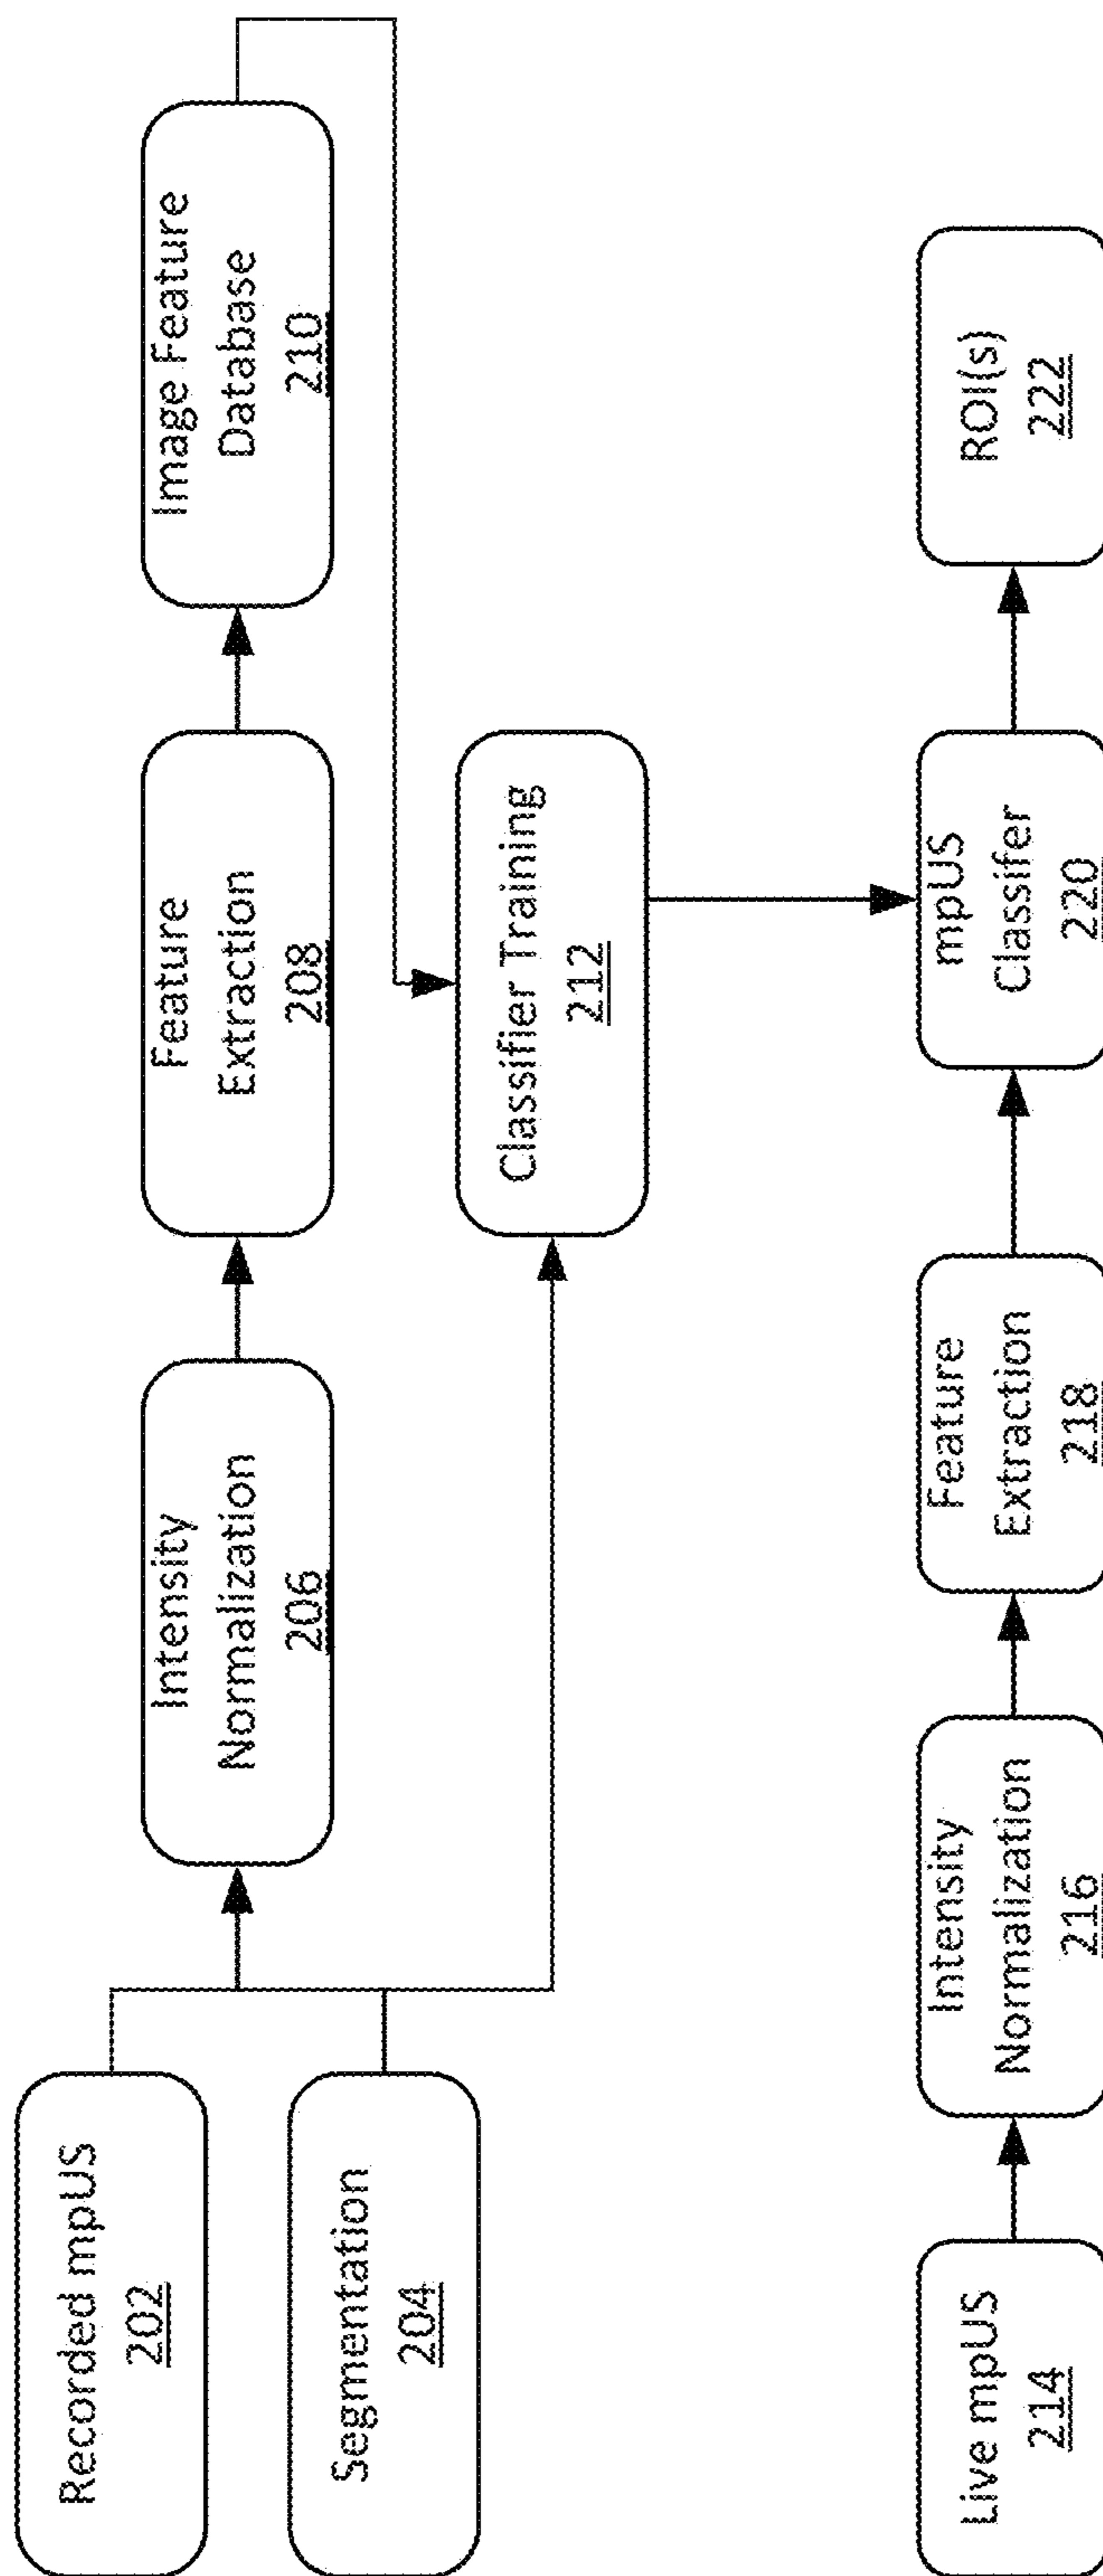 Recorded mpUS
202
Segmentation
204
Intensity
Normalization
206
Feature
Extraction
208
Image Feature
Database
210
Classifier Training
212
Live mpUS
214
Intensity
Normalization
216
Feature
Extraction
218
mpUS
Classifer
220
ROI(s)
222